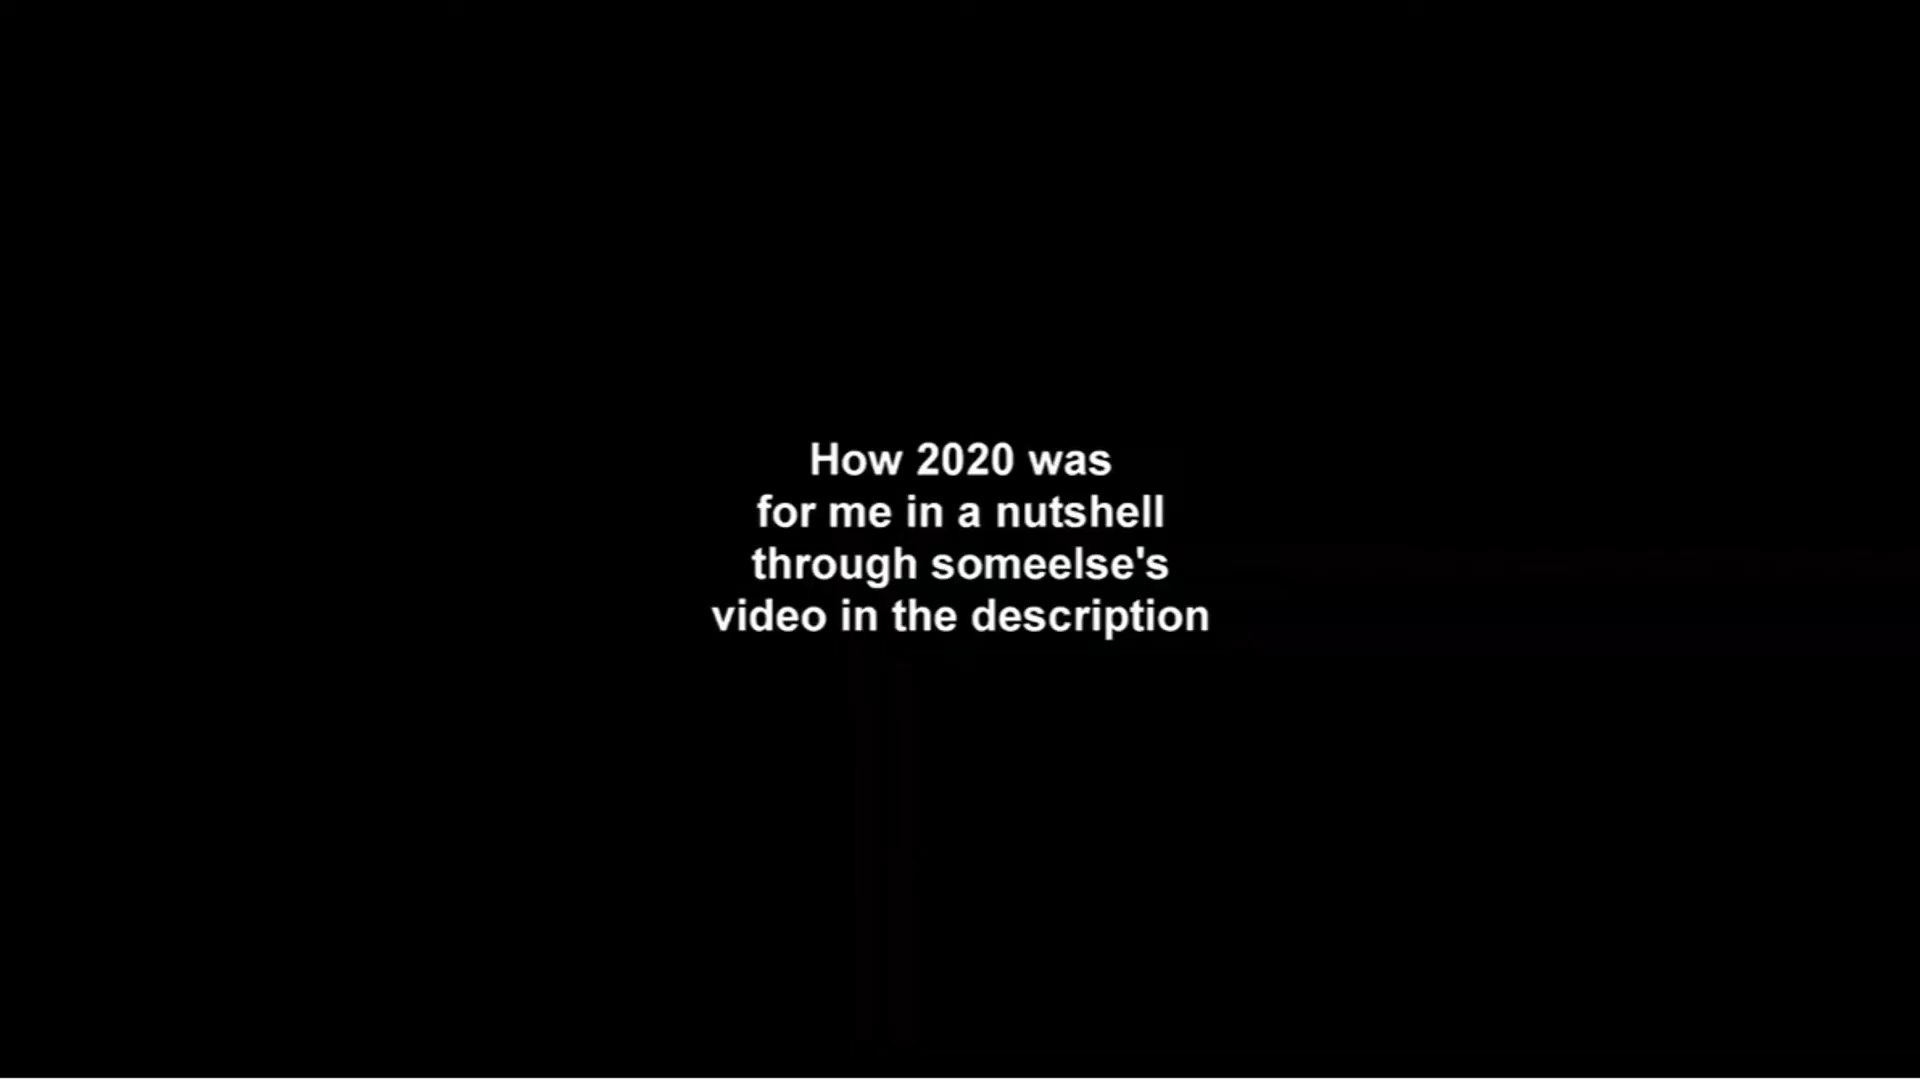 How 2020 was
for me in a nutshell
through someelse's
video in the description